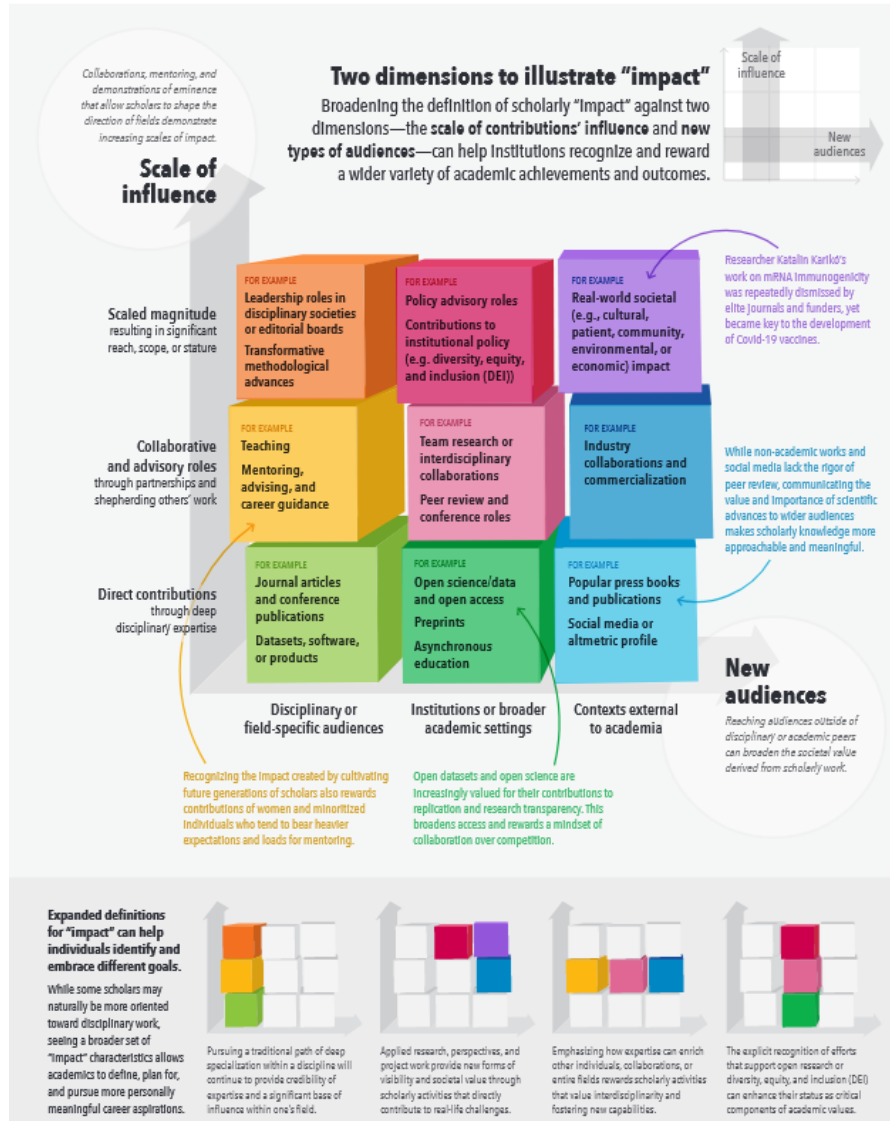 Collaborations, mentoring, and
demonstrations of eminence
that allow scholars to shape the
direction of fields demonstrate
increasing scales of impact.
Scale of
influence
Two dimensions to illustrate "impact"
Broadening the definition of scholarly "impact" against two
dimensions—the scale of contributions' influence and new
types of audiences—can help institutions recognize and reward
a wider variety of academic achievements and outcomes.
Scale of
influence
New
audiences
Scaled magnitude
resulting in significant
reach, scope, or stature
FOR EXAMPLE
Leadership roles in
disciplinary societies
or editorial boards
Transformative
methodological
advances
FOR EXAMPLE
Policy advisory roles
Contributions to
institutional policy
(e.g. diversity, equity,
and inclusion (DEI))
FOR EXAMPLE
Real-world societal
(e.g., cultural,
patient, community,
environmental, or
economic) impact
Researcher Katalin Karikó's
work on mRNA immunogenicity
was repeatedly dismissed by
elite journals and funders, yet
became key to the development
of Covid-19 vaccines.
Collaborative
and advisory roles
through partnerships and
shepherding others' work
FOR EXAMPLE
Teaching
Mentoring,
advising, and
career guidance
FOR EXAMPLE
Team research or
interdisciplinary
collaborations
Peer review and
conference roles
FOR EXAMPLE
Industry
collaborations and
commercialization
While non-academic works and
social media lack the rigor of
peer review, communicating the
value and importance of scientific
advances to wider audiences
makes scholarly knowledge more
approachable and meaningful.
Direct contributions
through deep
disciplinary expertise
FOR EXAMPLE
Journal articles
and conference
publications
Datasets, software,
or products
FOR EXAMPLE
Open science/data
and open access
Preprints
Asynchronous
education
FOR EXAMPLE
Popular press books
and publications
Social media or
altmetric profile
Disciplinary or
field-specific audiences
Institutions or broader
academic settings
Contexts external
to academia
New
audiences
Reaching audiences outside of
disciplinary or academic peers
can broaden the societal value
derived from scholarly work.
Recognizing the impact created by cultivating
future generations of scholars also rewards
contributions of women and minoritized
individuals who tend to bear heavier
expectations and loads for mentoring.
Open datasets and open science are
increasingly valued for their contributions to
replication and research transparency. This
broadens access and rewards a mindset of
collaboration over competition.
Expanded definitions
for "impact" can help
individuals identify and
embrace different goals.
While some scholars may
naturally be more oriented
toward disciplinary work,
seeing a broader set of
"impact" characteristics allows
academics to define, plan for,
and pursue more personally
meaningful career aspirations.
Pursuing a traditional path of deep
specialization within a discipline will
continue to provide credibility of
expertise and a significant base of
influence within one's field.
Applied research, perspectives, and
project work provide new forms of
visibility and societal value through
scholarly activities that directly
contribute to real-life challenges.
Emphasizing how expertise can enrich
other individuals, collaborations, or
entire fields rewards scholarly activities
that value interdisciplinarity and
fostering new capabilities.
The explicit recognition of efforts
that support open research or
diversity, equity, and inclusion (DEI)
can enhance their status as critical
components of academic values.